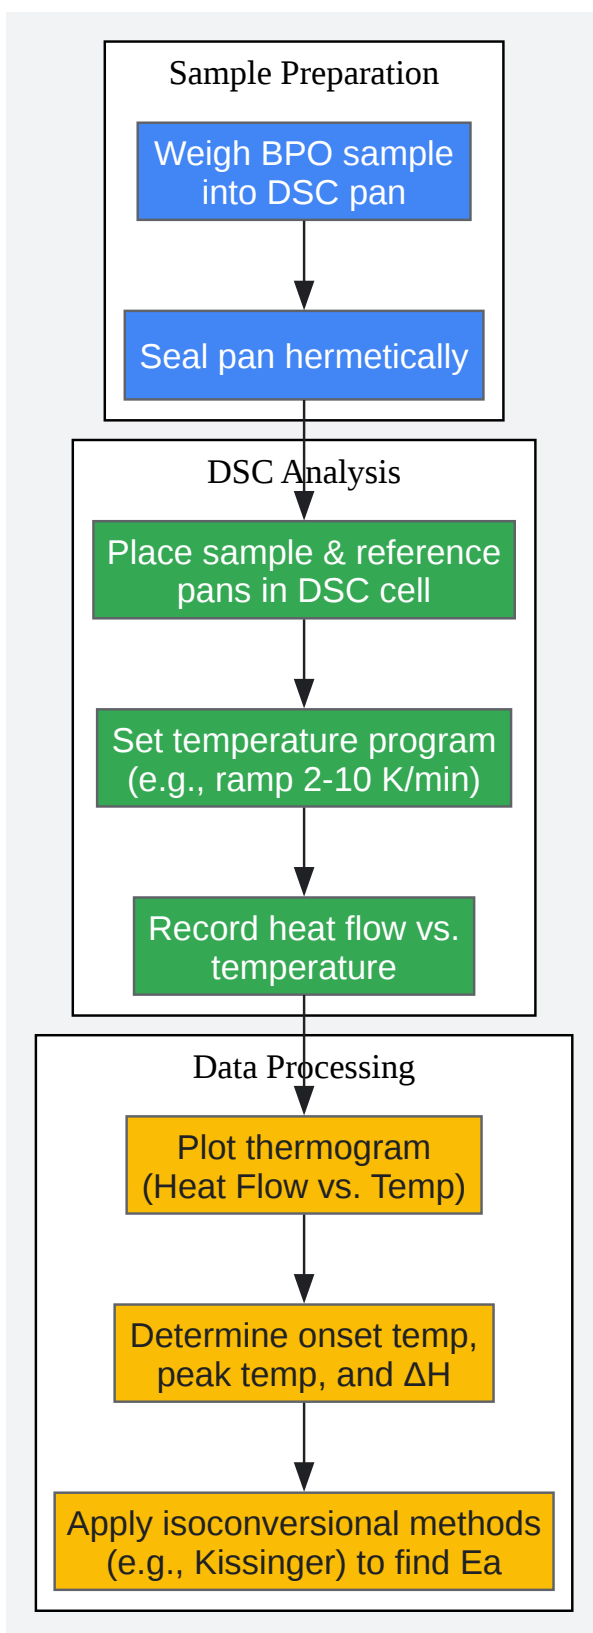 Sample Preparation
Weigh BPO sample
into DSC pan
Seal pan hermetically
DSC Analysis
Place sample & reference
pans in DSC cell
Set temperature program
(e.g., ramp 2-10 K/min)
Record heat flow vs.
temperature
Data Processing
Plot thermogram
(Heat Flow vs. Temp)
Determine onset temp,
peak temp, and ΔH
Apply isoconversional methods
(e.g., Kissinger) to find Ea